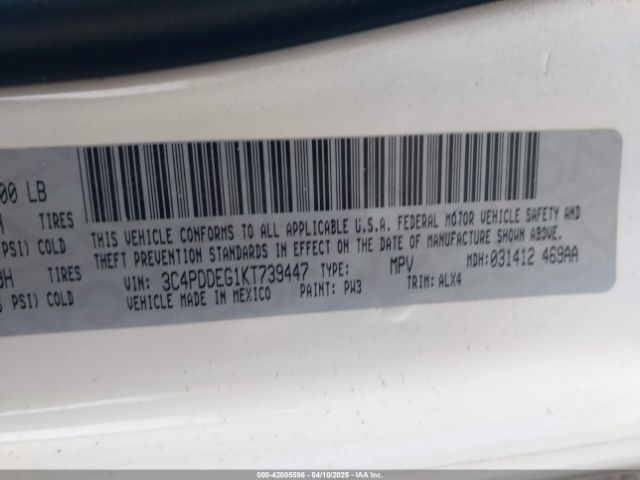 00 LB
H TIRES
PSI) COLD
0H TIRES
PSI) COLD
THIS VEHICLE CONFORMS TO ALL APPLICABLE U.S.A. FEDERAL MOTOR VEHICLE SAFETY AND
THEFT PREVENTION STANDARDS IN EFFECT ON THE DATE OF MANUFACTURE SHOWN ABOVE.
VIN: 3C4PDDEG1KT739447 TYPE: MPV MDH:031412 469AA
VEHICLE MADE IN MEXICO PAINT: PW3 TRIM: ALX4
000-42005596 - 04/10/2025 - IAA Inc.